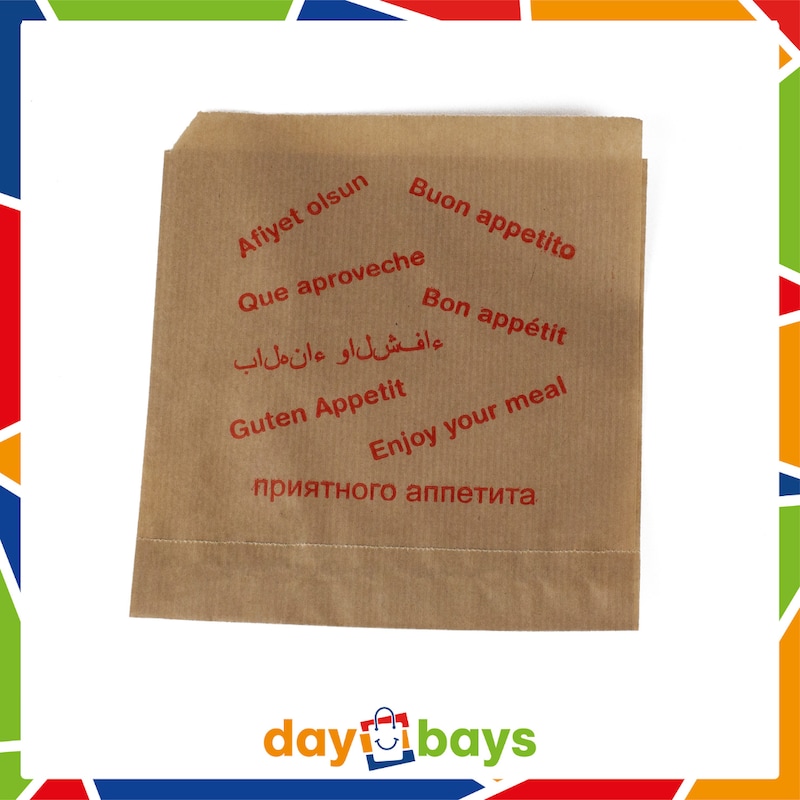 Afiyet olsun
Buon appetito
Que aproveche
Bon appétit
ءافشلاو ءانهلاب
Guten Appetit
Enjoy your meal
приятного аппетита
day bays